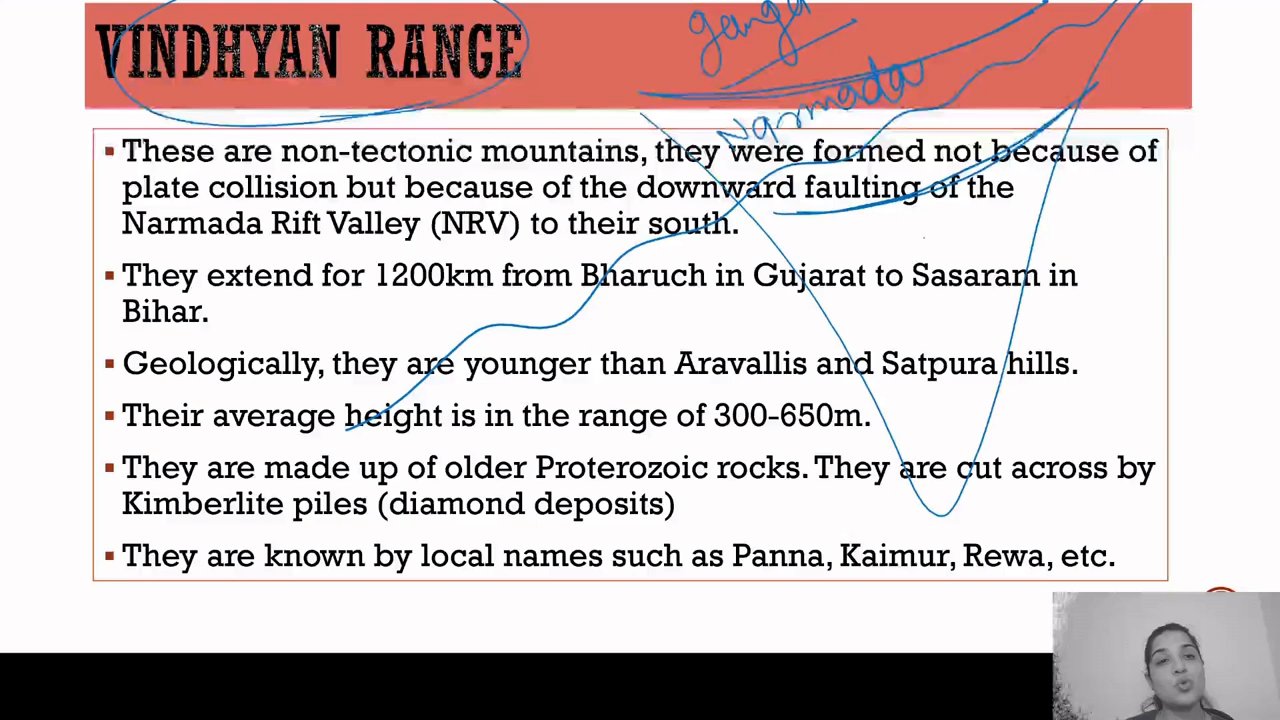 VINDHYAN RANGE
ganga
Narmada
▪ These are non-tectonic mountains, they were formed not because of
plate collision but because of the downward faulting of the
Narmada Rift Valley (NRV) to their south.
▪ They extend for 1200km from Bharuch in Gujarat to Sasaram in
Bihar.
▪ Geologically, they are younger than Aravallis and Satpura hills.
▪ Their average height is in the range of 300-650m.
▪ They are made up of older Proterozoic rocks. They are cut across by
Kimberlite piles (diamond deposits)
▪ They are known by local names such as Panna, Kaimur, Rewa, etc.